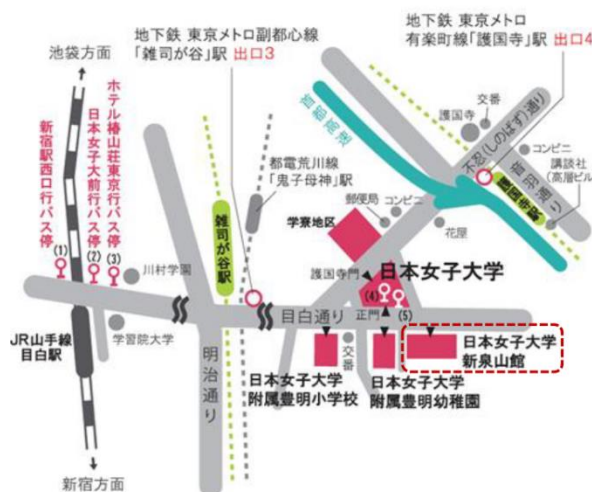 地下鉄 東京メトロ副都心線
「雑司が谷」駅 出口3
地下鉄 東京メトロ
有楽町線「護国寺」駅 出口4
池袋方面
新宿駅西口行バス停
日本女子大前行バス停
ホテル椿山荘東京行バス停
(1)
(2)
(3)
川村学園
JR山手線
目白駅
学習院大学
新宿方面
雑司が谷駅
都電荒川線
「鬼子母神」駅
明治通り
目白通り
首都高速
護国寺
交番
不忍(しのばず)通り
音羽通り
コンビニ
講談社
(高層ビル)
護国寺駅
郵便局
コンビニ
花屋
学寮地区
護国寺門
日本女子大学
(4)
(5)
正門
交番
日本女子大学
附属豊明小学校
日本女子大学
附属豊明幼稚園
日本女子大学
新泉山館